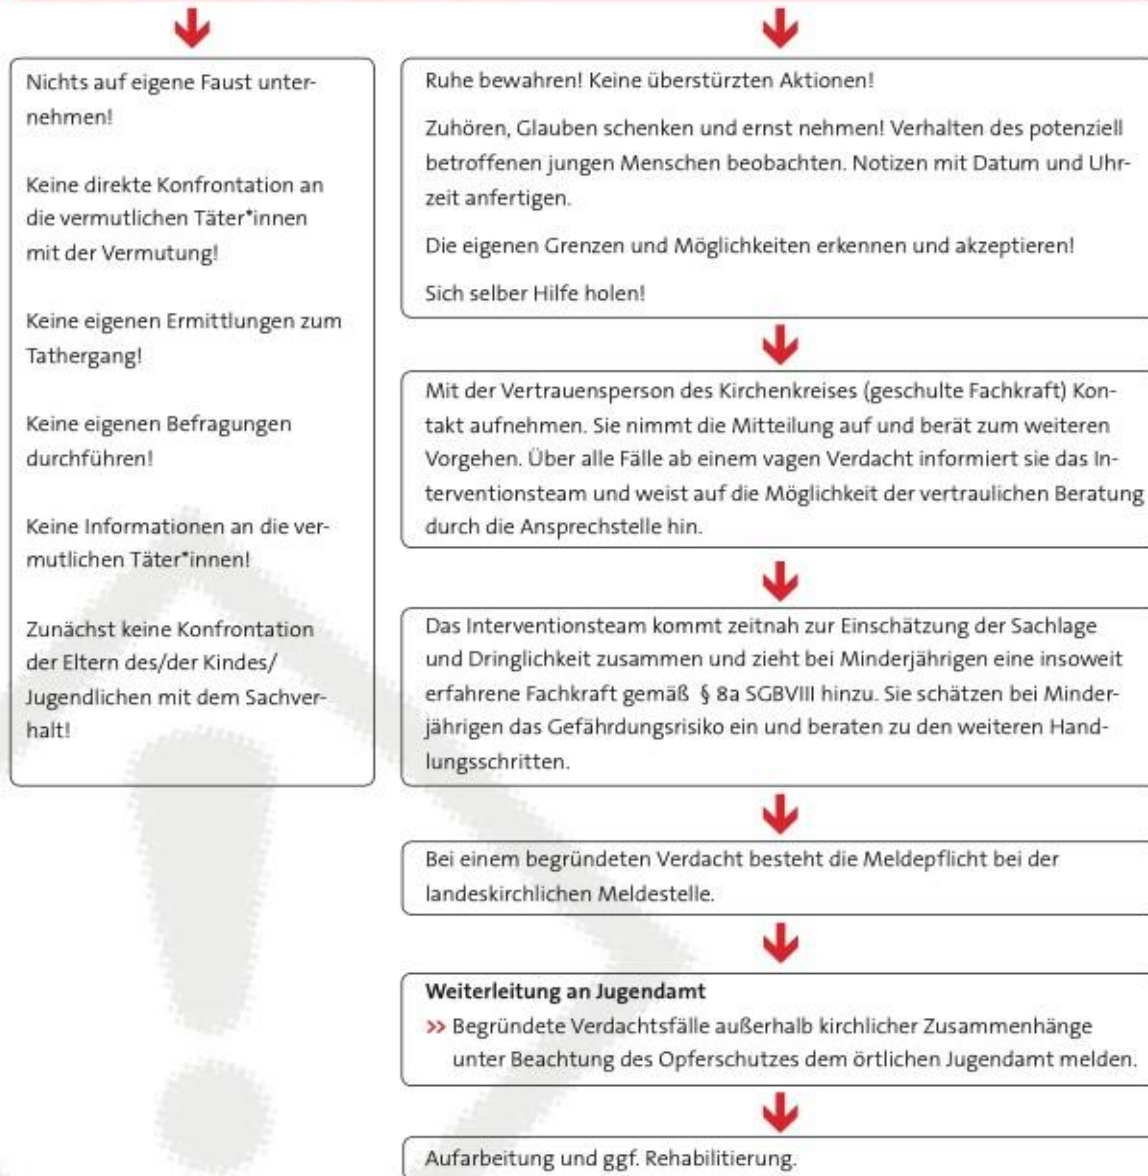 Nichts auf eigene Faust unter-
nehmen!
Keine direkte Konfrontation an
die vermutlichen Täter*innen
mit der Vermutung!
Keine eigenen Ermittlungen zum
Tathergang!
Keine eigenen Befragungen
durchführen!
Keine Informationen an die ver-
mutlichen Täter*innen!
Zunächst keine Konfrontation
der Eltern des/der Kindes/
Jugendlichen mit dem Sachver-
halt!
Ruhe bewahren! Keine überstürzten Aktionen!
Zuhören, Glauben schenken und ernst nehmen! Verhalten des potenziell
betroffenen jungen Menschen beobachten. Notizen mit Datum und Uhr-
zeit anfertigen.
Die eigenen Grenzen und Möglichkeiten erkennen und akzeptieren!
Sich selber Hilfe holen!
Mit der Vertrauensperson des Kirchenkreises (geschulte Fachkraft) Kon-
takt aufnehmen. Sie nimmt die Mitteilung auf und berät zum weiteren
Vorgehen. Über alle Fälle ab einem vagen Verdacht informiert sie das In-
terventionsteam und weist auf die Möglichkeit der vertraulichen Beratung
durch die Ansprechstelle hin.
Das Interventionsteam kommt zeitnah zur Einschätzung der Sachlage
und Dringlichkeit zusammen und zieht bei Minderjährigen eine insoweit
erfahrene Fachkraft gemäß § 8a SGBVIII hinzu. Sie schätzen bei Minder-
jährigen das Gefährdungsrisiko ein und beraten zu den weiteren Hand-
lungsschritten.
Bei einem begründeten Verdacht besteht die Meldepflicht bei der
landeskirchlichen Meldestelle.
Weiterleitung an Jugendamt
>> Begründete Verdachtsfälle außerhalb kirchlicher Zusammenhänge
unter Beachtung des Opferschutzes dem örtlichen Jugendamt melden.
Aufarbeitung und ggf. Rehabilitierung.